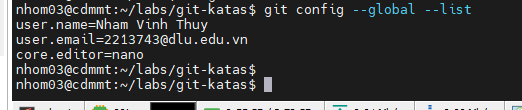 nhom03@cdmmt:~/labs/git-katas$ git config --global --list
user.name=Nham Vinh Thuy
user.email=2213743@dlu.edu.vn
core.editor=nano
nhom03@cdmmt:~/labs/git-katas$
nhom03@cdmmt:~/labs/git-katas$